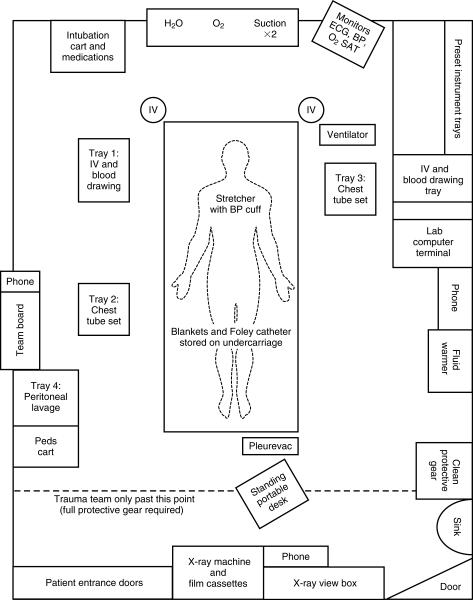 H₂O
O₂
Suction
×2
Monitors
ECG, BP,
O₂ SAT
Intubation
cart and
medications
Preset instrument trays
IV
IV
Ventilator
Tray 1:
IV and
blood
drawing
Stretcher
with BP cuff
Tray 3:
Chest
tube set
IV and
blood drawing
tray
Lab
computer
terminal
Phone
Tream board
Tray 2:
Chest
tube set
Phone
Blankets and Foley catheter
stored on undercarriage
Fluid
warmer
Tray 4:
Peritoneal
lavage
Peds
cart
Pleurevac
Clean
protective
gear
Standing
portable
desk
Trauma team only past this point
(full protective gear required)
Sink
Patient entrance doors
X-ray machine
and
film cassettes
Phone
X-ray view box
Door